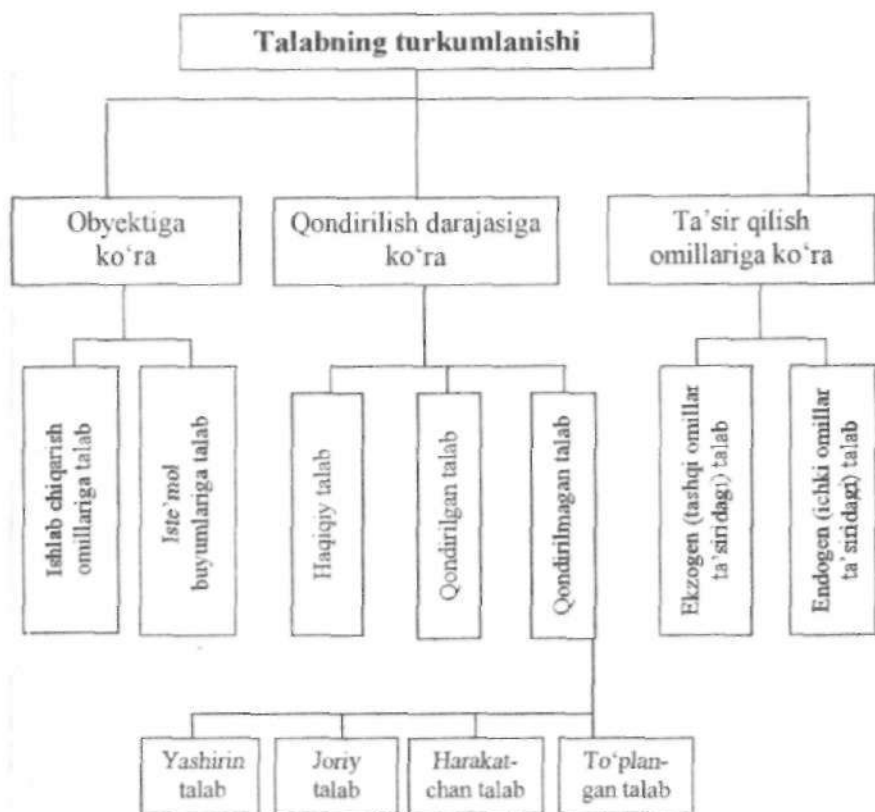 Talabning turkumlanishi
Obyektiga
ko‘ra
Qondirilish darajasiga
ko‘ra
Ta’sir qilish
omillariga ko‘ra
Ishlab chiqarish
omillariga talab
Iste`mol
buyumlariga talab
Haqiqiy talab
Qondirilgan talab
Qondirilmagan talab
Ekzogen (tashqi omillar
ta`siridagi) talab
Endogen (ichki omillar
ta`siridagi) talab
Yashirin
talab
Joriy
talab
Harakat-
chan talab
To‘plan-
gan talab